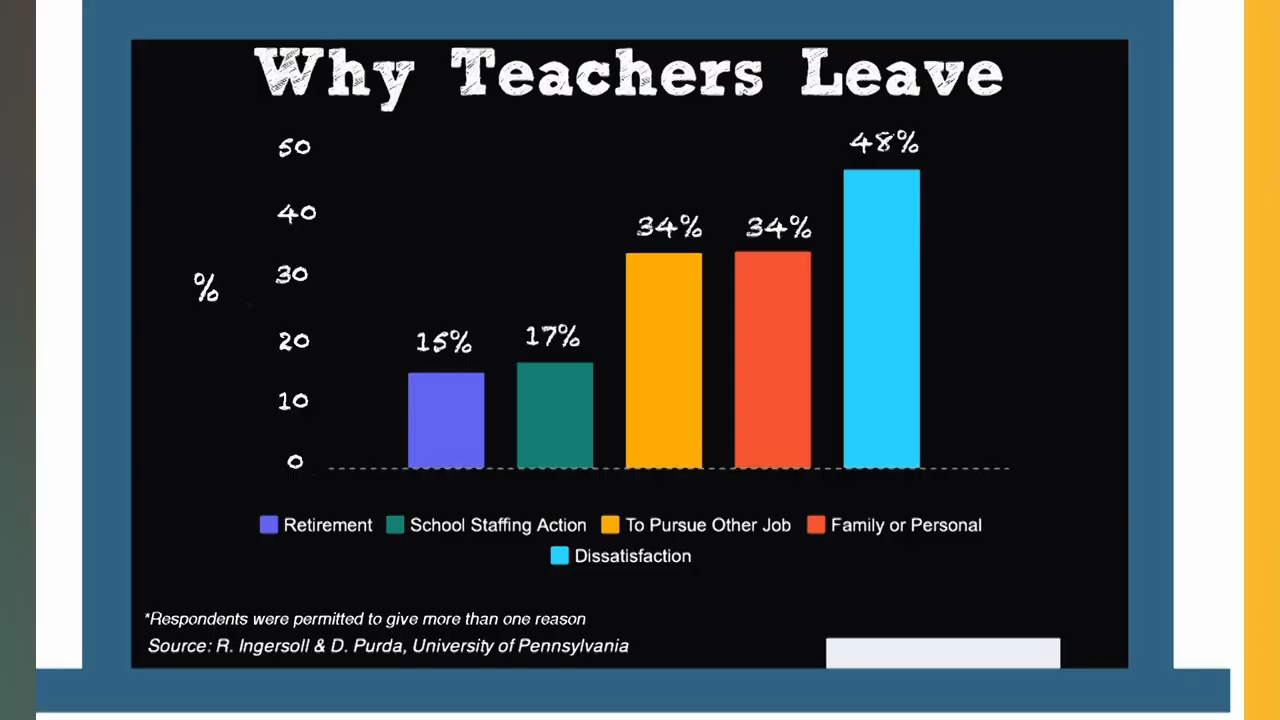 Why Teachers Leave
50
48%
40
34% 34%
%
30
20
15% 17%
10
0
Retirement School Staffing Action To Pursue Other Job Family or Personal
Dissatisfaction
*Respondents were permitted to give more than one reason
Source: R. Ingersoll & D. Purda, University of Pennsylvania